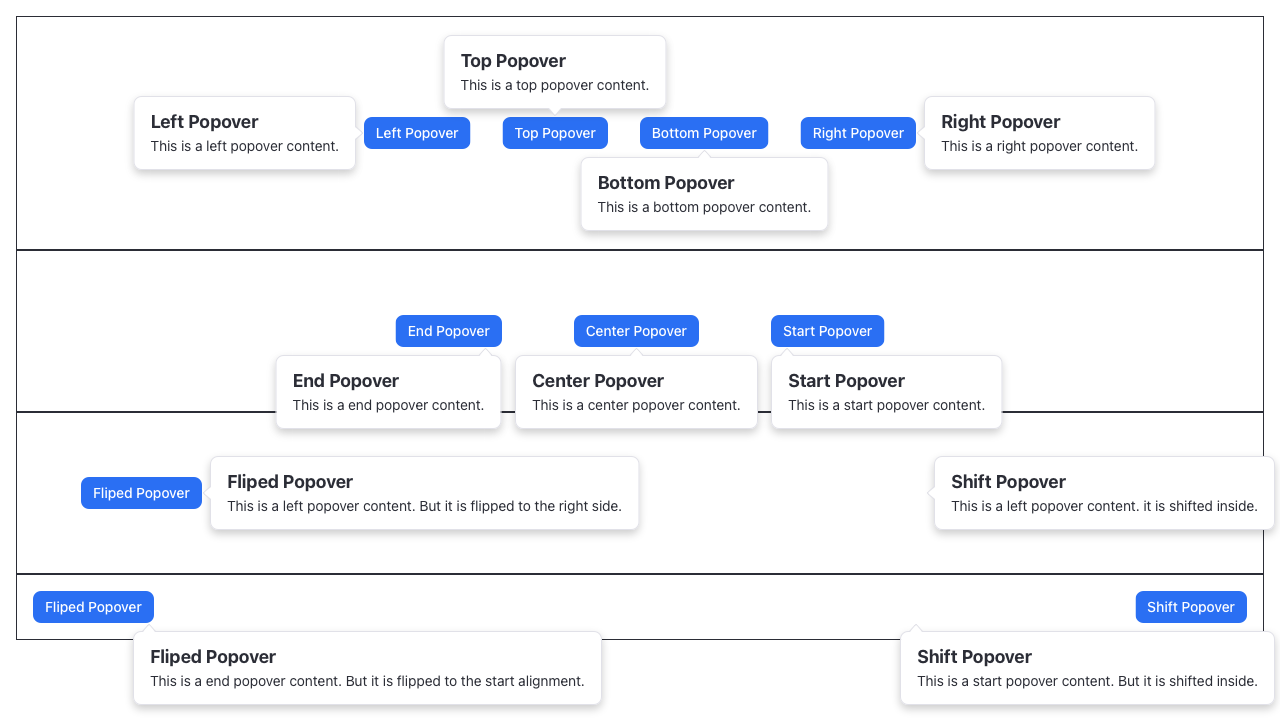 Top Popover
This is a top popover content.
Left Popover
This is a left popover content.
Left Popover
Top Popover
Bottom Popover
Right Popover
Right Popover
This is a right popover content.
Bottom Popover
This is a bottom popover content.
End Popover
Center Popover
Start Popover
End Popover
This is a end popover content.
Center Popover
This is a center popover content.
Start Popover
This is a start popover content.
Fliped Popover
Fliped Popover
This is a left popover content. But it is flipped to the right side.
Shift Popover
This is a left popover content. it is shifted inside.
Fliped Popover
Shift Popover
Fliped Popover
This is a end popover content. But it is flipped to the start alignment.
Shift Popover
This is a start popover content. But it is shifted inside.